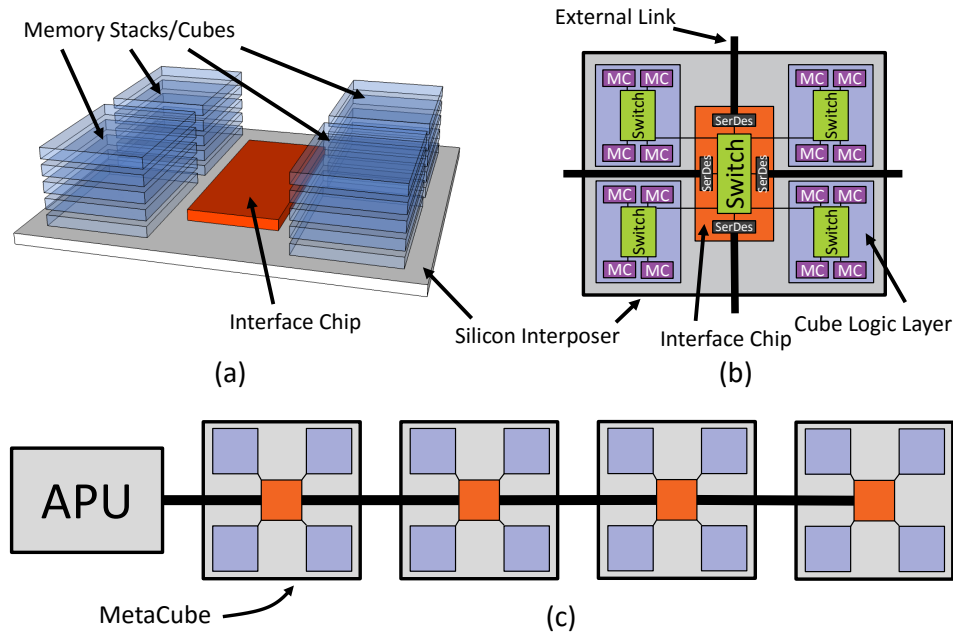 Memory Stacks/Cubes
Interface Chip
Silicon Interposer
(a)
External Link
MC MC
Switch
MC MC
MC MC
Switch
MC MC
SerDes
SerDes
Switch
SerDes
SerDes
MC MC
Switch
MC MC
MC MC
Switch
MC MC
Interface Chip
Cube Logic Layer
(b)
APU
MetaCube
(c)